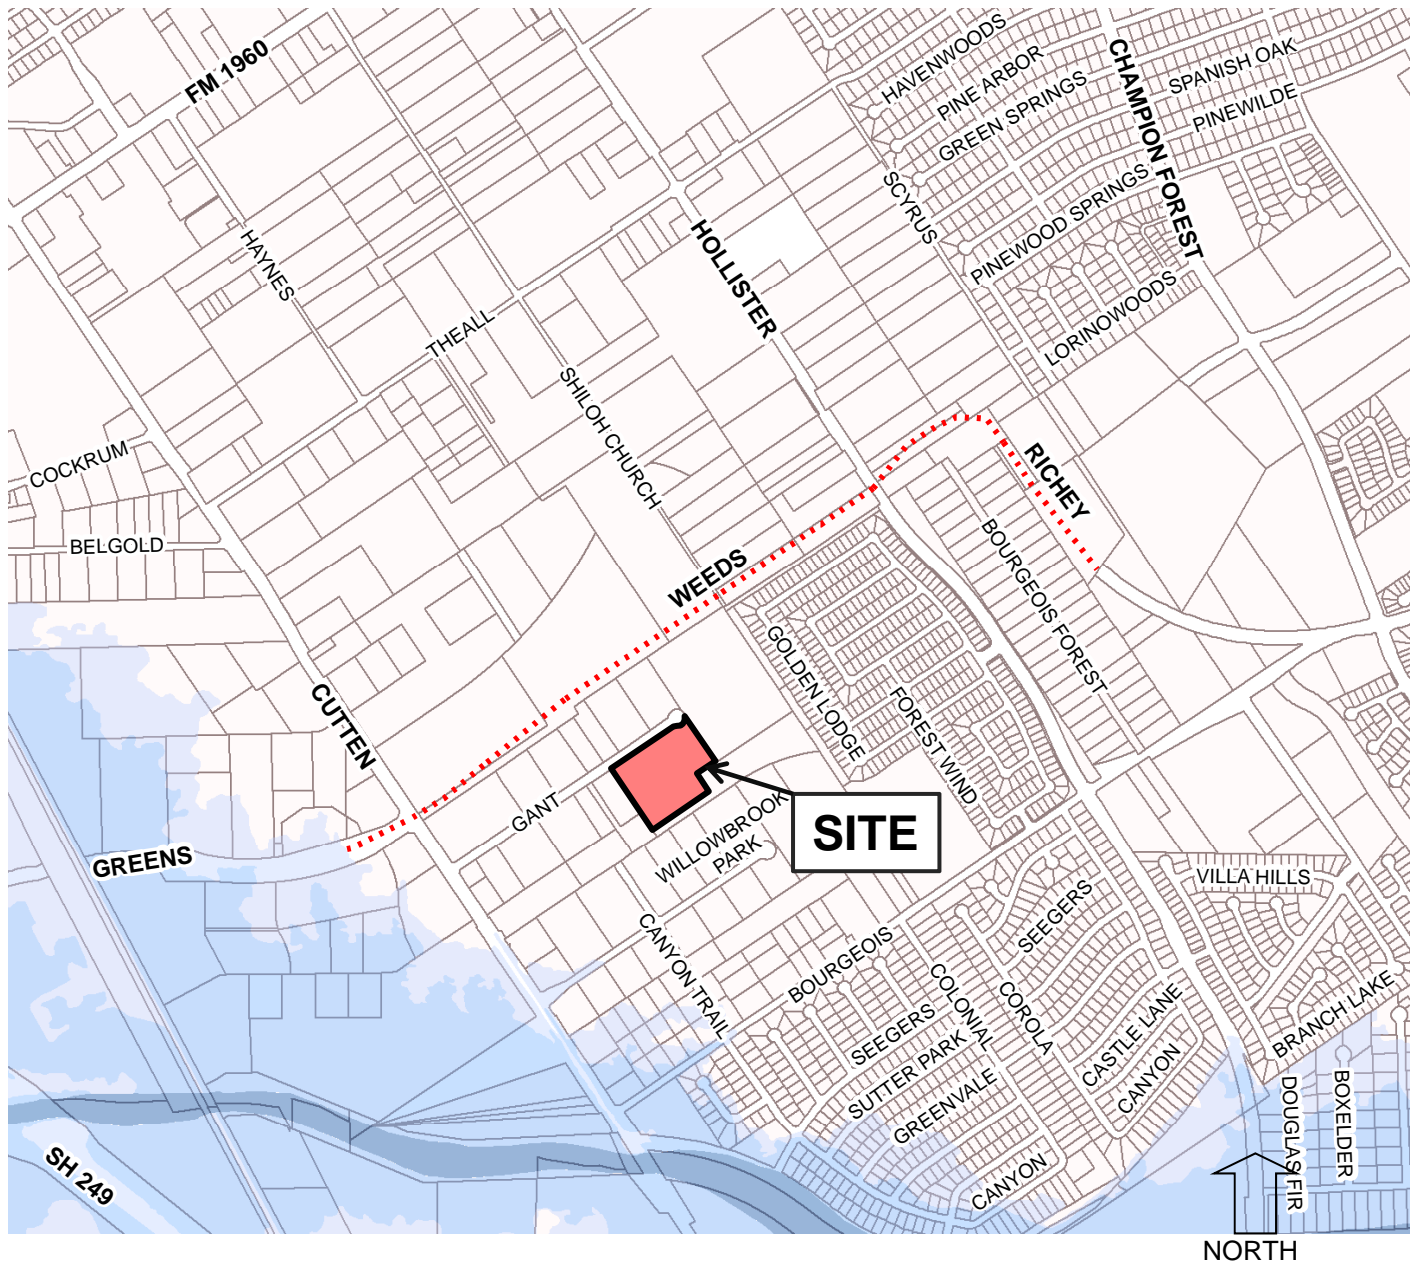 FM 1960
HAVENWOODS
PINE ARBOR
GREEN SPRINGS
CHAMPION FOREST
SPANISH OAK
PINEWILDE
SCYRUS
PINEWOOD SPRINGS
LORINOWOODS
HAYNES
HOLLISTER
THEALL
SHILOH CHURCH
COCKRUM
BELGOLD
RICHEY
WEEDS
BOURGEOIS FOREST
GOLDEN LODGE
FOREST WIND
CUTTEN
GANT
WILLOWBROOK
PARK
SITE
GREENS
VILLA HILLS
CANYON TRAIL
BOURGEOIS
SEEGERS
COLONIAL
COROLA
SEEGERS
SUTTER PARK
GREENVALE
CASTLE LANE
CANYON
BRANCH LAKE
DOUGLAS FIR
BOXELDER
CANYON
SH 249
NORTH